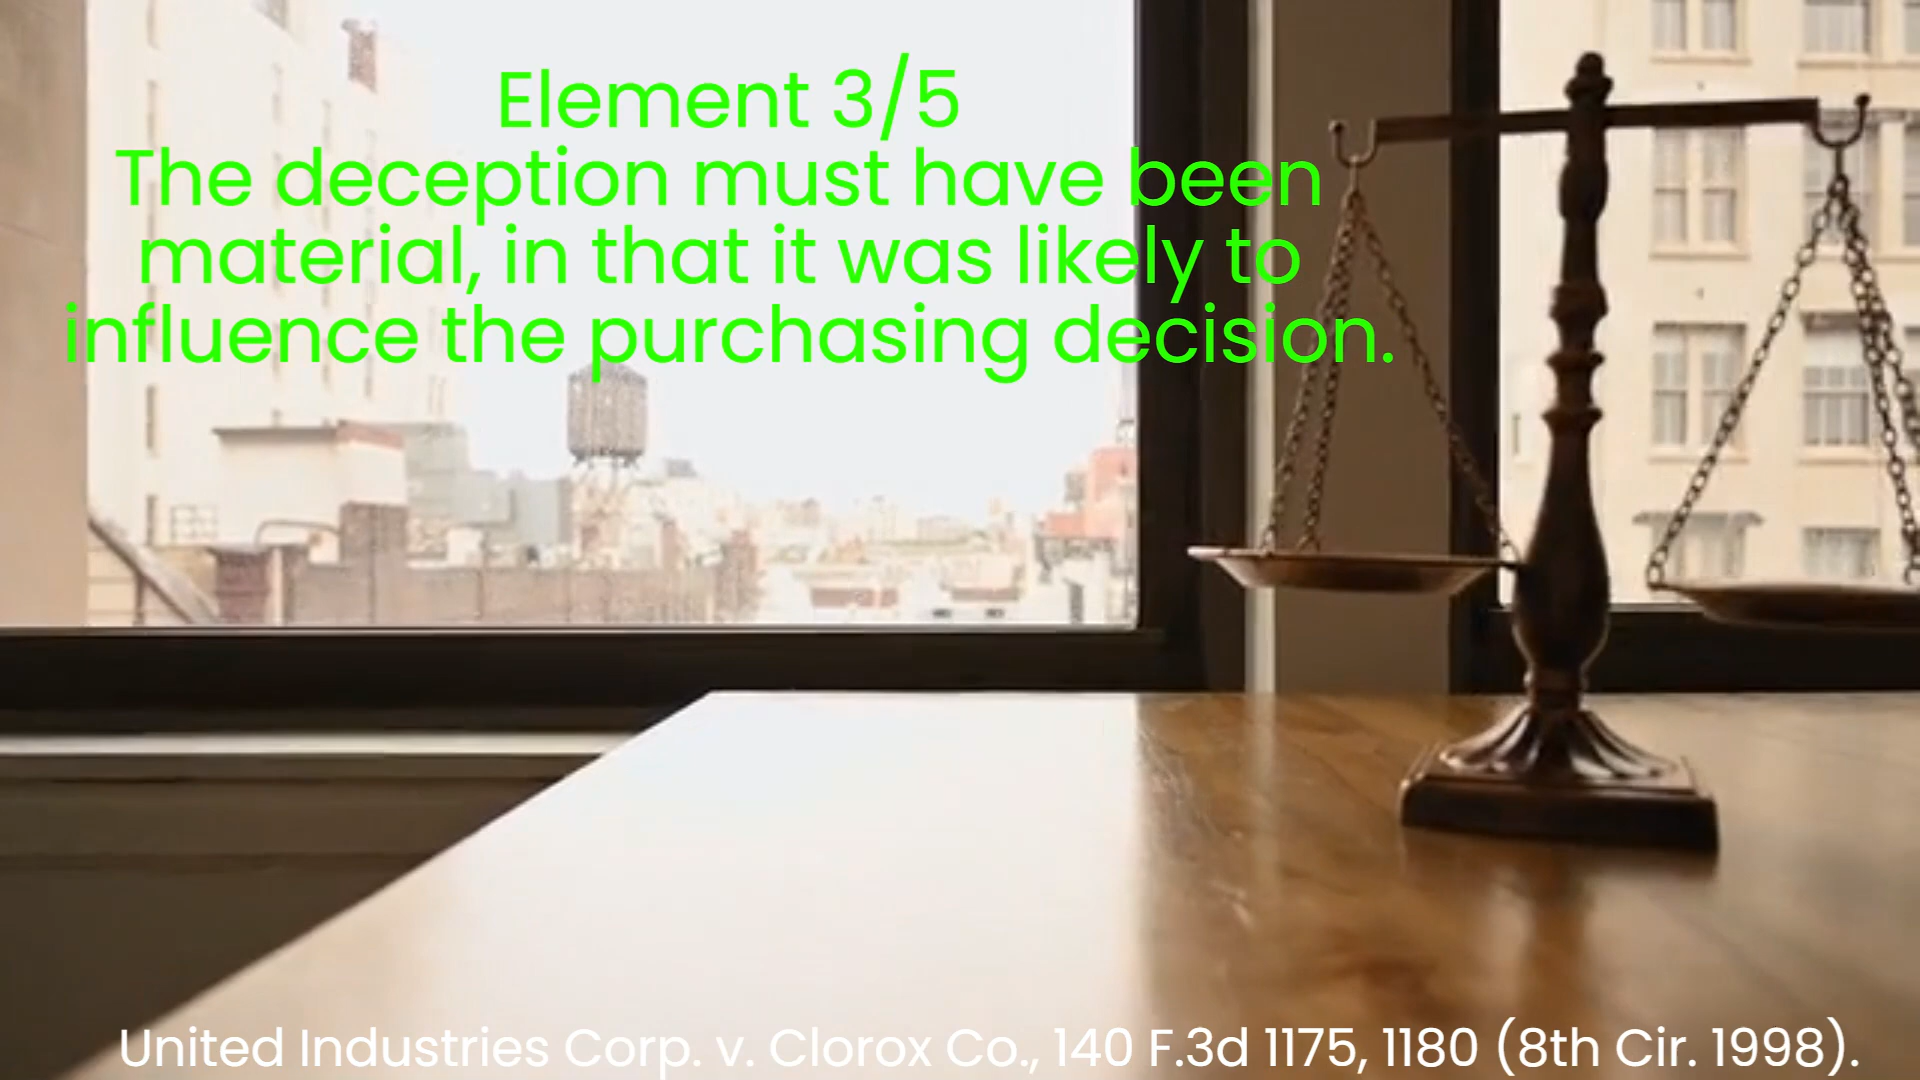 Element 3/5
The deception must have been
material, in that it was likely to
influence the purchasing decision.
United Industries Corp. v. Clorox Co., 140 F.3d 1175, 1180 (8th Cir. 1998).